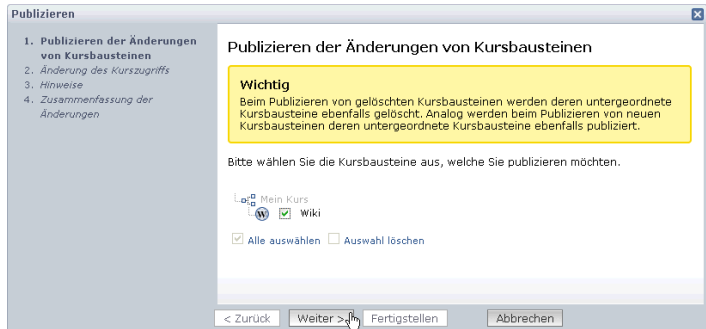 Publizieren
1. Publizieren der Änderungen
von Kursbausteinen
2. Änderung des Kurszugriffs
3. Hinweise
4. Zusammenfassung der
Änderungen
Publizieren der Änderungen von Kursbausteinen
Wichtig
Beim Publizieren von gelöschten Kursbausteinen werden deren untergeordnete
Kursbausteine ebenfalls gelöscht. Analog werden beim Publizieren von neuen
Kursbausteinen deren untergeordnete Kursbausteine ebenfalls publiziert.
Bitte wählen Sie die Kursbausteine aus, welche Sie publizieren möchten.
Mein Kurs
W Wiki
Alle auswählen Auswahl löschen
< Zurück Weiter > Fertigstellen Abbrechen